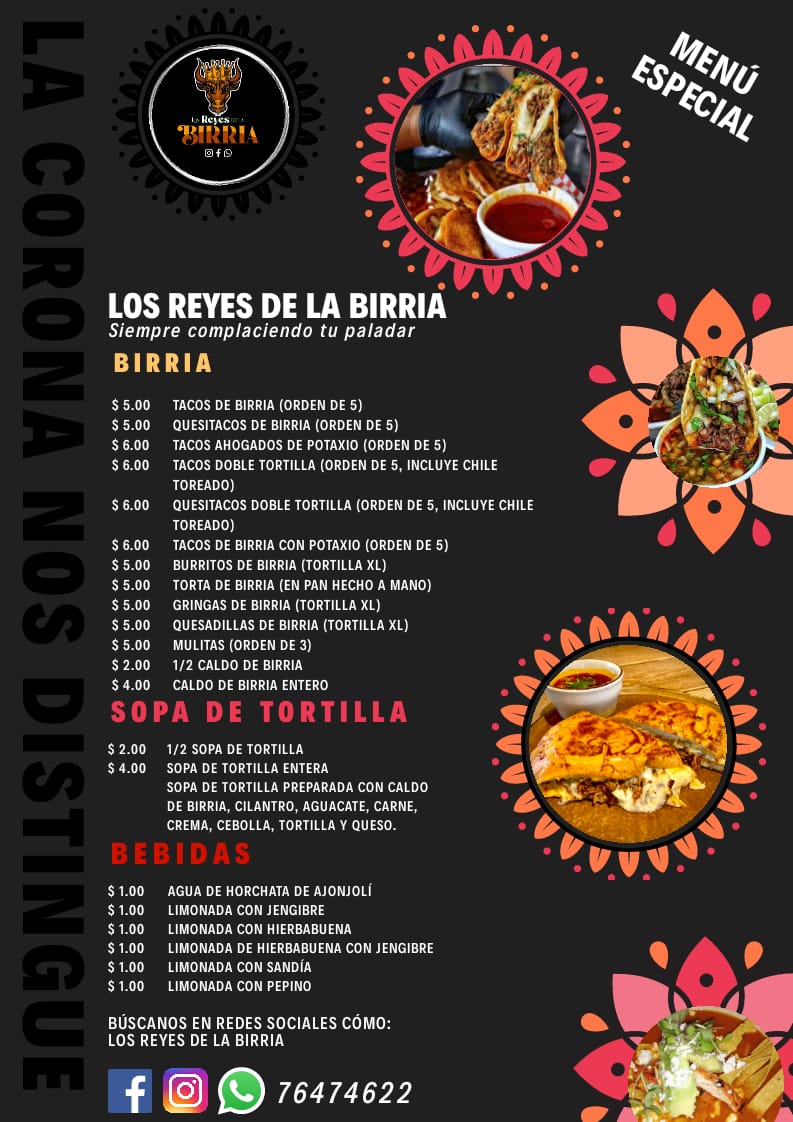 LA CORONA NOS DISTINGUE
LOS Reyes DE LA
BIRRIA
MENÚ
ESPECIAL
LOS REYES DE LA BIRRIA
Siempre complaciendo tu paladar
BIRRIA
$ 5.00 TACOS DE BIRRIA (ORDEN DE 5)
$ 5.00 QUESITACOS DE BIRRIA (ORDEN DE 5)
$ 6.00 TACOS AHOGADOS DE POTAXIO (ORDEN DE 5)
$ 6.00 TACOS DOBLE TORTILLA (ORDEN DE 5, INCLUYE CHILE
TOREADO)
$ 6.00 QUESITACOS DOBLE TORTILLA (ORDEN DE 5, INCLUYE CHILE
TOREADO)
$ 6.00 TACOS DE BIRRIA CON POTAXIO (ORDEN DE 5)
$ 5.00 BURRITOS DE BIRRIA (TORTILLA XL)
$ 5.00 TORTA DE BIRRIA (EN PAN HECHO A MANO)
$ 5.00 GRINGAS DE BIRRIA (TORTILLA XL)
$ 5.00 QUESADILLAS DE BIRRIA (TORTILLA XL)
$ 5.00 MULITAS (ORDEN DE 3)
$ 2.00 1/2 CALDO DE BIRRIA
$ 4.00 CALDO DE BIRRIA ENTERO
SOPA DE TORTILLA
$ 2.00 1/2 SOPA DE TORTILLA
$ 4.00 SOPA DE TORTILLA ENTERA
SOPA DE TORTILLA PREPARADA CON CALDO
DE BIRRIA, CILANTRO, AGUACATE, CARNE,
CREMA, CEBOLLA, TORTILLA Y QUESO.
BEBIDAS
$ 1.00 AGUA DE HORCHATA DE AJONJOLÍ
$ 1.00 LIMONADA CON JENGIBRE
$ 1.00 LIMONADA CON HIERBABUENA
$ 1.00 LIMONADA DE HIERBABUENA CON JENGIBRE
$ 1.00 LIMONADA CON SANDÍA
$ 1.00 LIMONADA CON PEPINO
BÚSCANOS EN REDES SOCIALES CÓMO:
LOS REYES DE LA BIRRIA
76474622